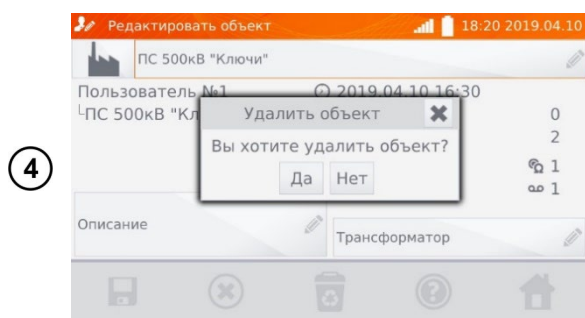 Редактировать объект 18:20 2019.04.10
ПС 500кВ "Ключи"
Пользователь №1 2019.04.10 16:30
└ПС 500кВ "Кл 0
Удалить объект
2
Вы хотите удалить объект?
1
Да Нет
1
4
Описание
Трансформатор